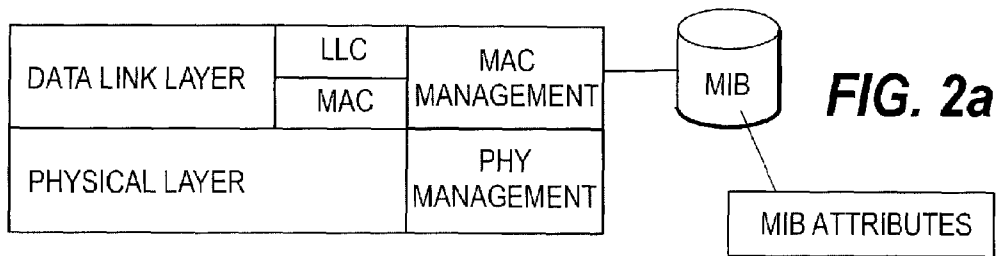 DATA LINK LAYER
LLC
MAC
MAC
MANAGEMENT
MIB
FIG. 2a
PHYSICAL LAYER
PHY
MANAGEMENT
MIB ATTRIBUTES